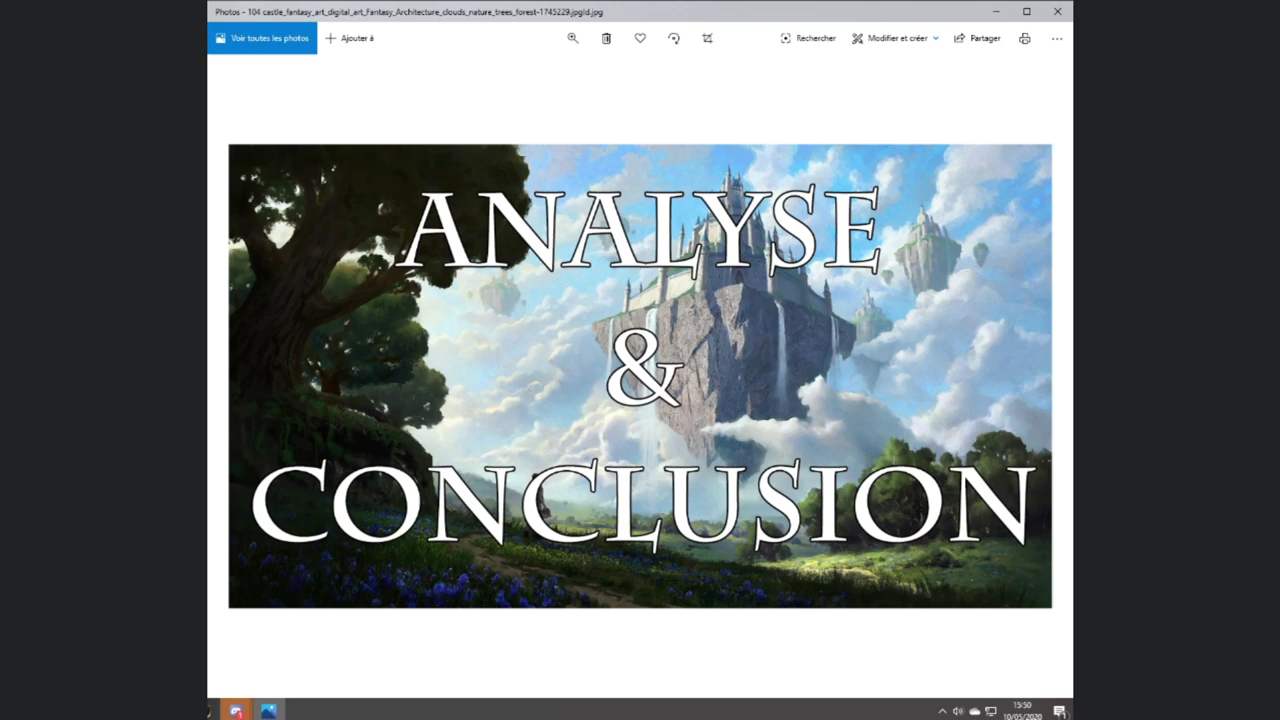 Photos - 104 castle_fantasy_art_digital_art_Fantasy_Architecture_clouds_nature_trees_forest-1745229.jpgld.jpg
Voir toutes les photos
Ajouter à
Rechercher
Modifier et créer
Partager
ANALYSE
&
CONCLUSION
15:50
10/05/2020